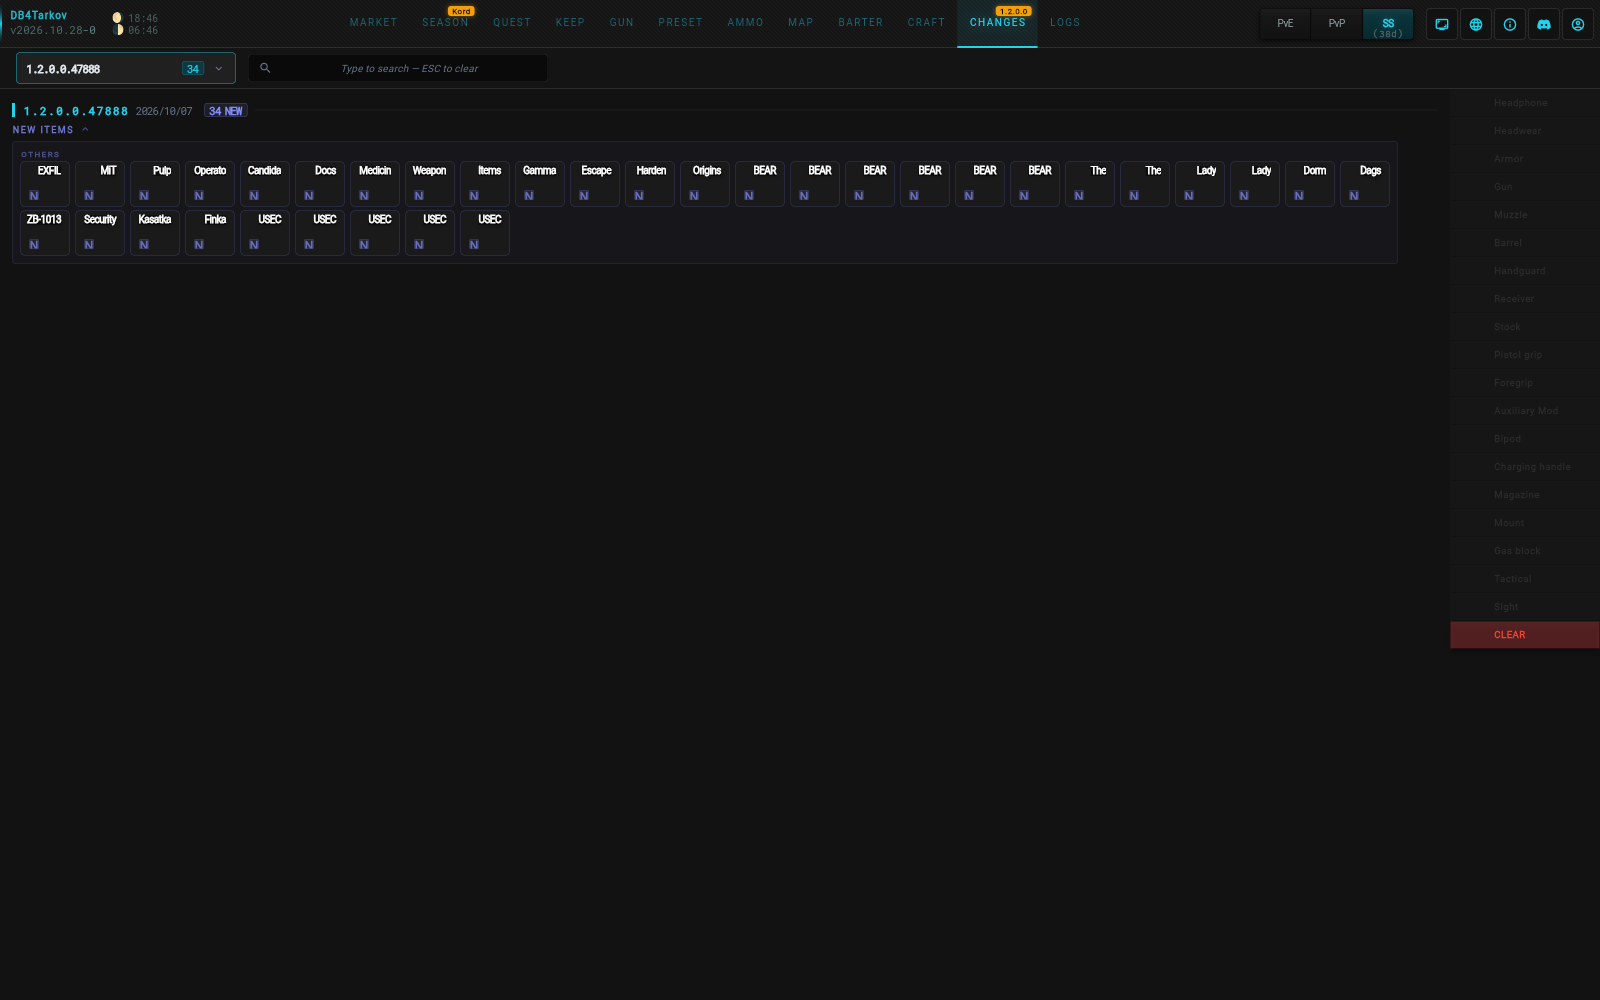 DB4Tarkov
v2026.10.28-0
18:46
06:46
MARKET
SEASON
Kord
QUEST
KEEP
GUN
PRESET
AMMO
MAP
BARTER
CRAFT
CHANGES
1.2.0.0
LOGS
PvE
PvP
SS
(38d)
1.2.0.0.47888
34
Type to search — ESC to clear
1.2.0.0.47888 2026/10/07 34 NEW
NEW ITEMS
OTHERS
EXFIL MIT Pulp Operato Candida Docs Medicin Weapon Items Gamma Escape Harden Origins BEAR BEAR BEAR BEAR BEAR BEAR The The Lady Lady Dorm Dags
N N N N N N N N N N N N N N N N N N N N N N N N N
ZB-1013 Security Kasatka Finka USEC USEC USEC USEC USEC
N N N N N N N N N
Headphone
Headwear
Armor
Gun
Muzzle
Barrel
Handguard
Receiver
Stock
Pistol grip
Foregrip
Auxiliary Mod
Bipod
Charging handle
Magazine
Mount
Gas block
Tactical
Sight
CLEAR